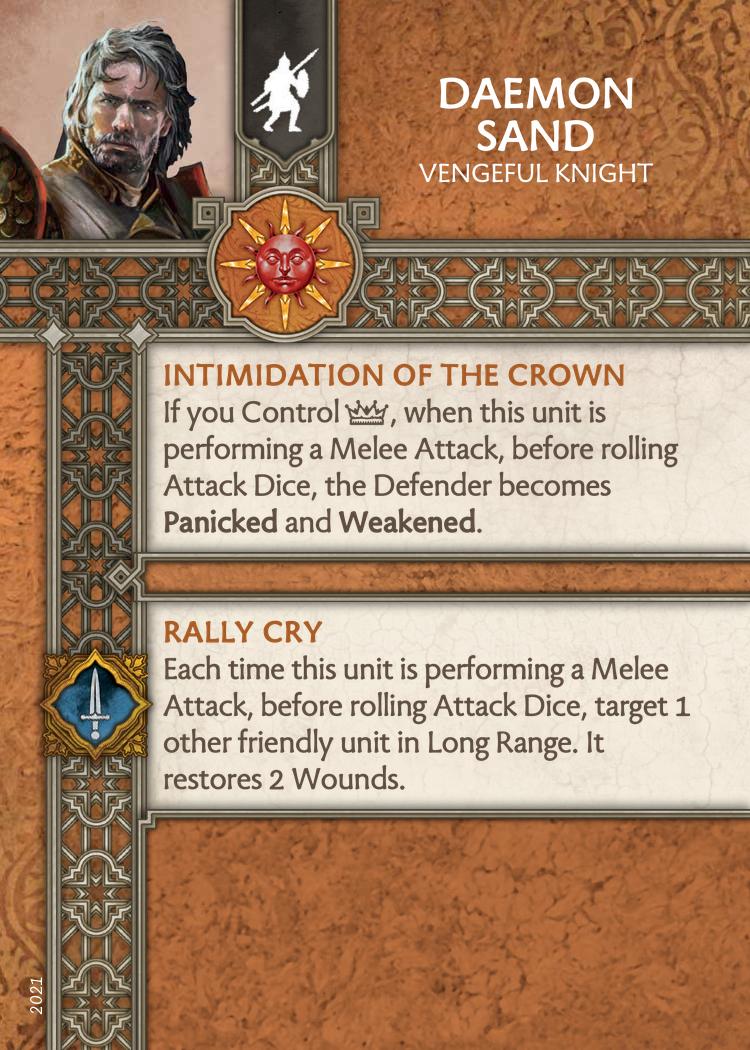 DAEMON
SAND
VENGEFUL KNIGHT
INTIMIDATION OF THE CROWN
If you Control , when this unit is
performing a Melee Attack, before rolling
Attack Dice, the Defender becomes
Panicked and Weakened.
RALLY CRY
Each time this unit is performing a Melee
Attack, before rolling Attack Dice, target 1
other friendly unit in Long Range. It
restores 2 Wounds.
2021